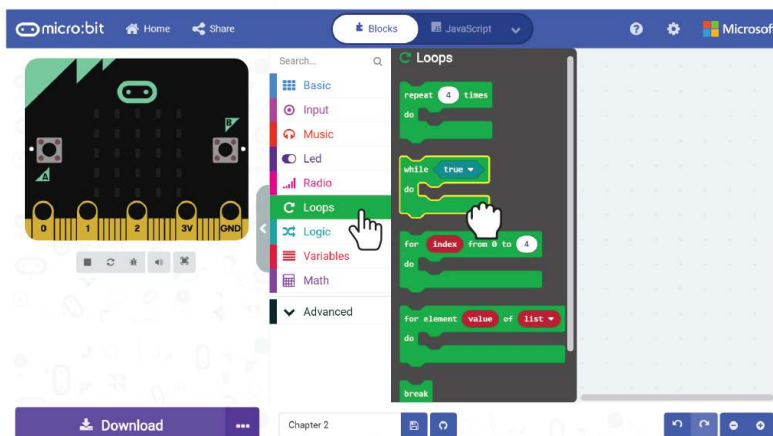 micro:bit Home Share Blocks JavaScript Microsoft
Search...
Basic
Input
Music
Led
Radio
Loops
Logic
Variables
Math
Advanced
Loops
repeat 4 times
do
while true
do
for index from 0 to 4
do
for element value of list
do
break
B
A
0 1 2 3V GND
Download
Chapter 2